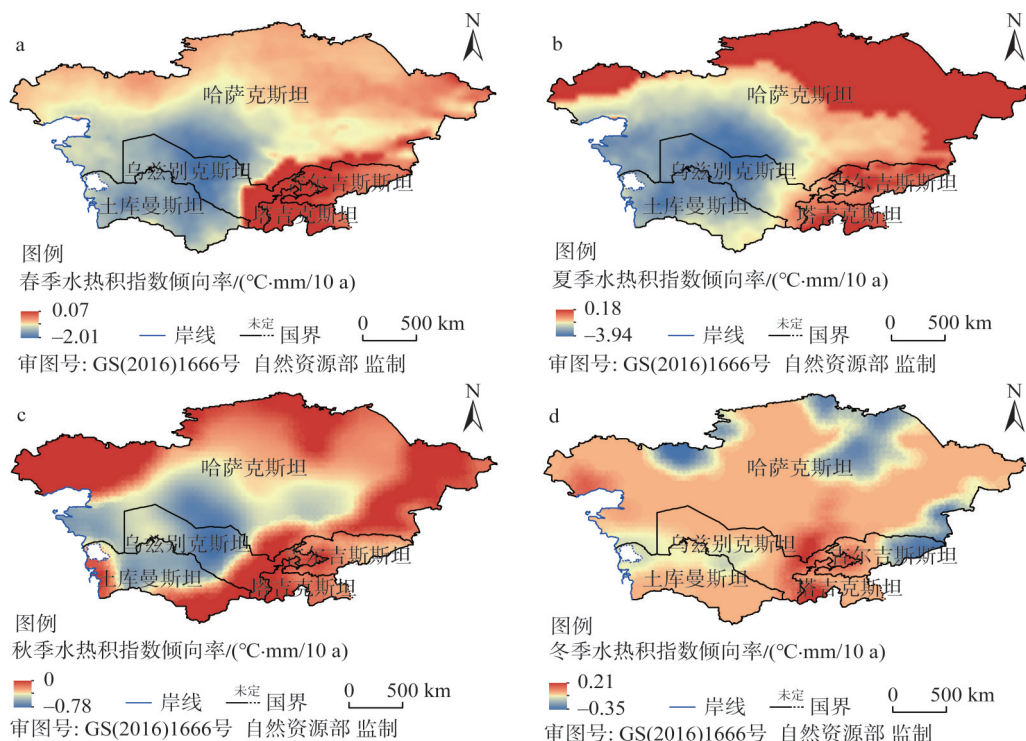 a
N
哈萨克斯坦
乌兹别克斯坦
吉尔吉斯斯坦
土库曼斯坦
塔吉克斯坦
图例
春季水热积指数倾向率/(°C·mm/10 a)
0.07
−2.01
岸线
未定
国界
0 500 km
审图号: GS(2016)1666号 自然资源部 监制
b
N
哈萨克斯坦
乌兹别克斯坦
吉尔吉斯斯坦
土库曼斯坦
塔吉克斯坦
图例
夏季水热积指数倾向率/(°C·mm/10 a)
0.18
−3.94
岸线
未定
国界
0 500 km
审图号: GS(2016)1666号 自然资源部 监制
c
N
哈萨克斯坦
乌兹别克斯坦
吉尔吉斯斯坦
土库曼斯坦
塔吉克斯坦
图例
秋季水热积指数倾向率/(°C·mm/10 a)
0
−0.78
岸线
未定
国界
0 500 km
审图号: GS(2016)1666号 自然资源部 监制
d
N
哈萨克斯坦
乌兹别克斯坦
吉尔吉斯斯坦
土库曼斯坦
塔吉克斯坦
图例
冬季水热积指数倾向率/(°C·mm/10 a)
0.21
−0.35
岸线
未定
国界
0 500 km
审图号: GS(2016)1666号 自然资源部 监制